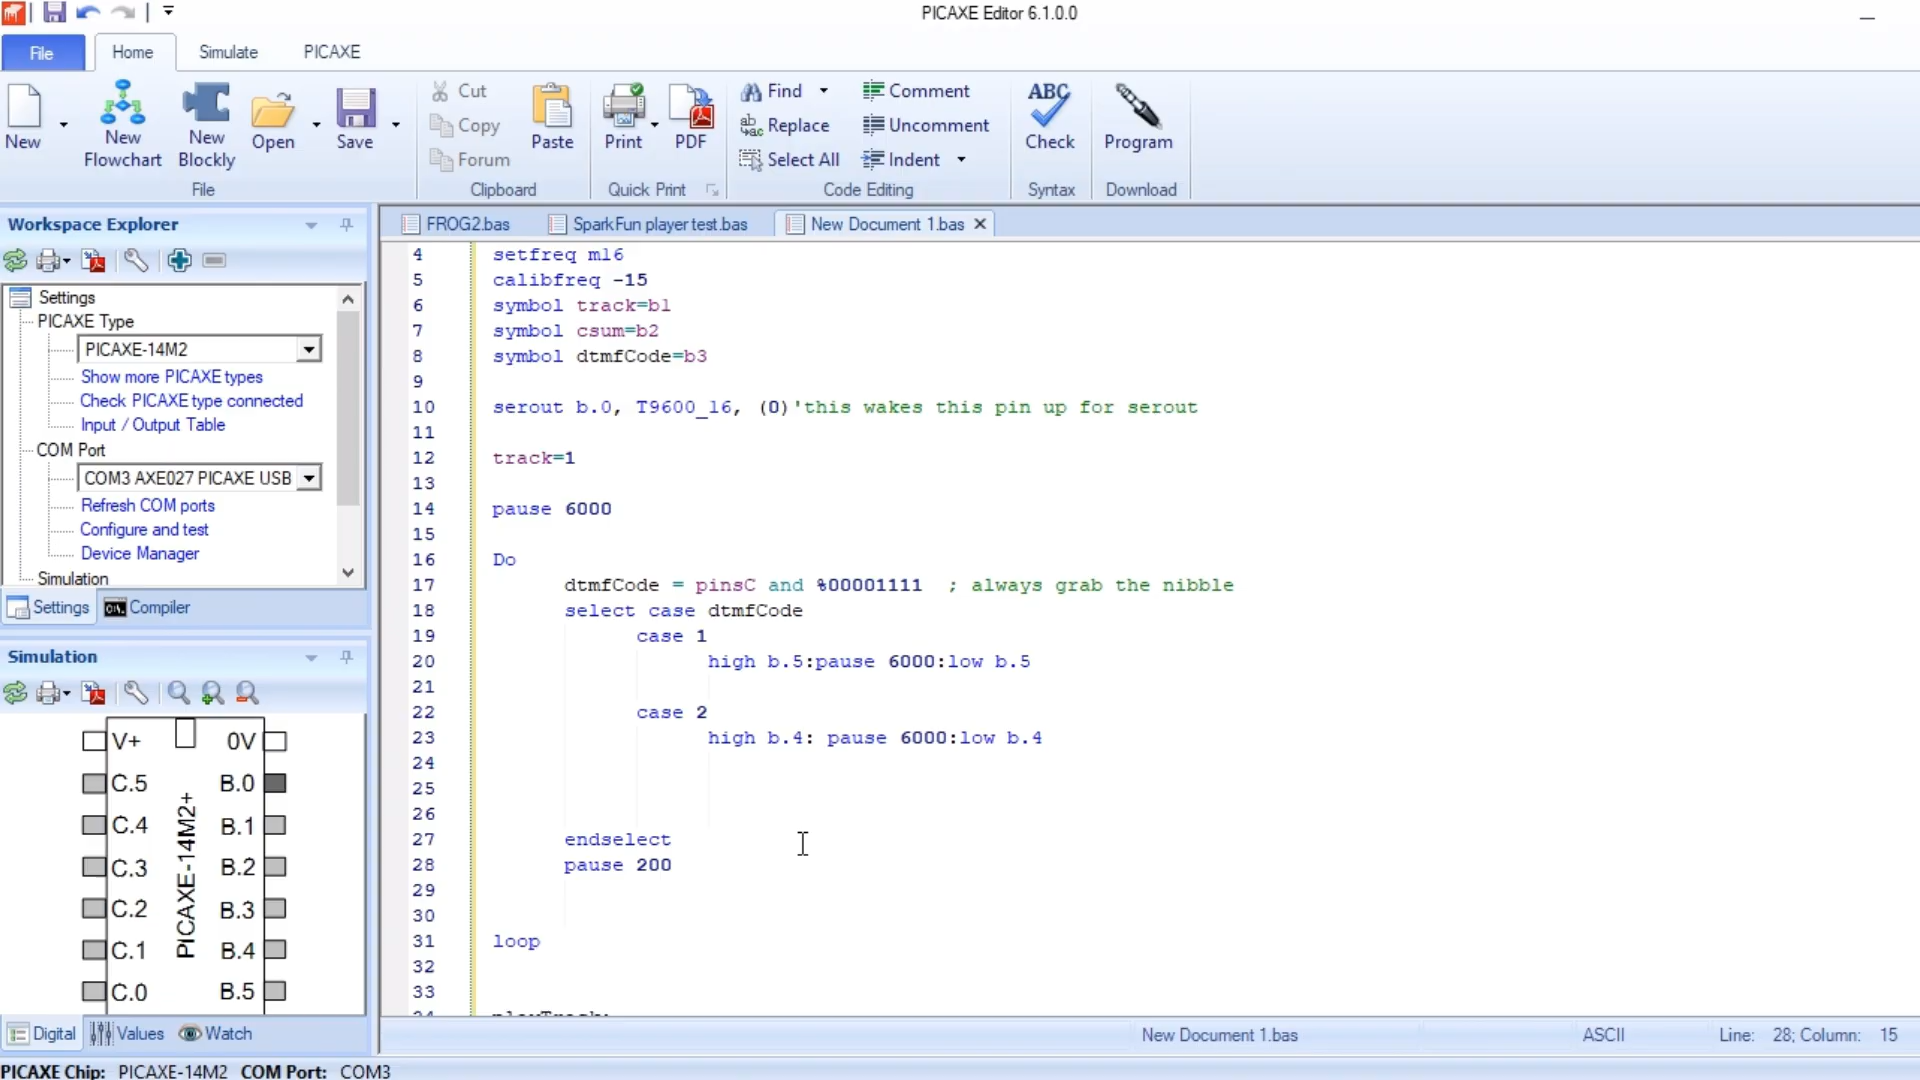 PICAXE Editor 6.1.0.0
File
Home
Simulate
PICAXE
New
New Flowchart
New Blockly
Open
Save
File
Cut
Copy
Forum
Paste
Clipboard
Print
PDF
Quick Print
Find
Replace
Select All
Comment
Uncomment
Indent
Code Editing
ABC
Check
Syntax
Program
Download
Workspace Explorer
Settings
PICAXE Type
PICAXE-14M2
Show more PICAXE types
Check PICAXE type connected
Input / Output Table
COM Port
COM3 AXE027 PICAXE USB
Refresh COM ports
Configure and test
Device Manager
Simulation
Settings
Compiler
Simulation
V+ 0V
C.5 B.0
C.4 B.1
C.3 B.2
C.2 B.3
C.1 B.4
C.0 B.5
PICAXE-14M2+
Digital
Values
Watch
FROG2.bas
SparkFun player test.bas
New Document 1.bas
4 setfreq m16
5 calibfreq -15
6 symbol track=b1
7 symbol csum=b2
8 symbol dtmfCode=b3
9
10 serout b.0, T9600_16, (0)'this wakes this pin up for serout
11
12 track=1
13
14 pause 6000
15
16 Do
17 dtmfCode = pinsC and %00001111 ; always grab the nibble
18 select case dtmfCode
19 case 1
20 high b.5:pause 6000:low b.5
21
22 case 2
23 high b.4: pause 6000:low b.4
24
25
26
27 endselect
28 pause 200
29
30
31 loop
32
33
New Document 1.bas
ASCII
Line: 28; Column: 15
PICAXE Chip: PICAXE-14M2 COM Port: COM3